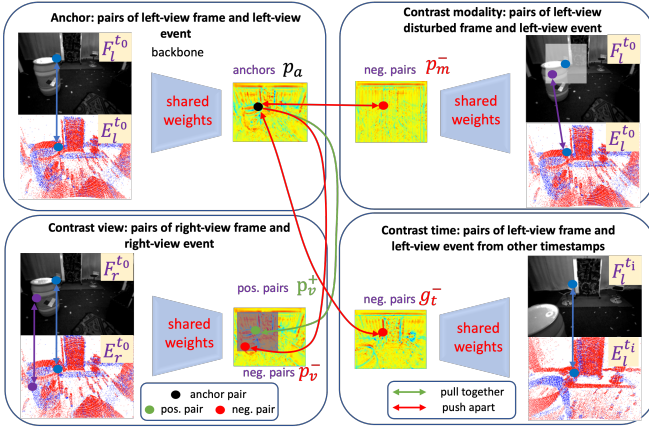 Anchor: pairs of left-view frame and left-view
event
backbone
F_l^{t_0}
E_l^{t_0}
shared
weights
anchors p_a
Contrast modality: pairs of left-view
disturbed frame and left-view event
neg. pairs p_m^-
shared
weights
F_l^{t_0}
E_l^{t_0}
Contrast view: pairs of right-view frame and
right-view event
F_r^{t_0}
E_r^{t_0}
shared
weights
pos. pairs p_v^+
neg. pairs p_v^-
anchor pair
pos. pair
neg. pair
Contrast time: pairs of left-view frame and
left-view event from other timestamps
neg. pairs g_t^-
shared
weights
F_l^{t_i}
E_l^{t_i}
pull together
push apart